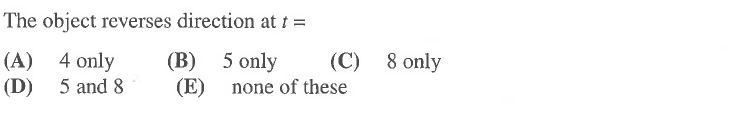 The object reverses direction at t =
(A) 4 only (B) 5 only (C) 8 only
(D) 5 and 8 (E) none of these